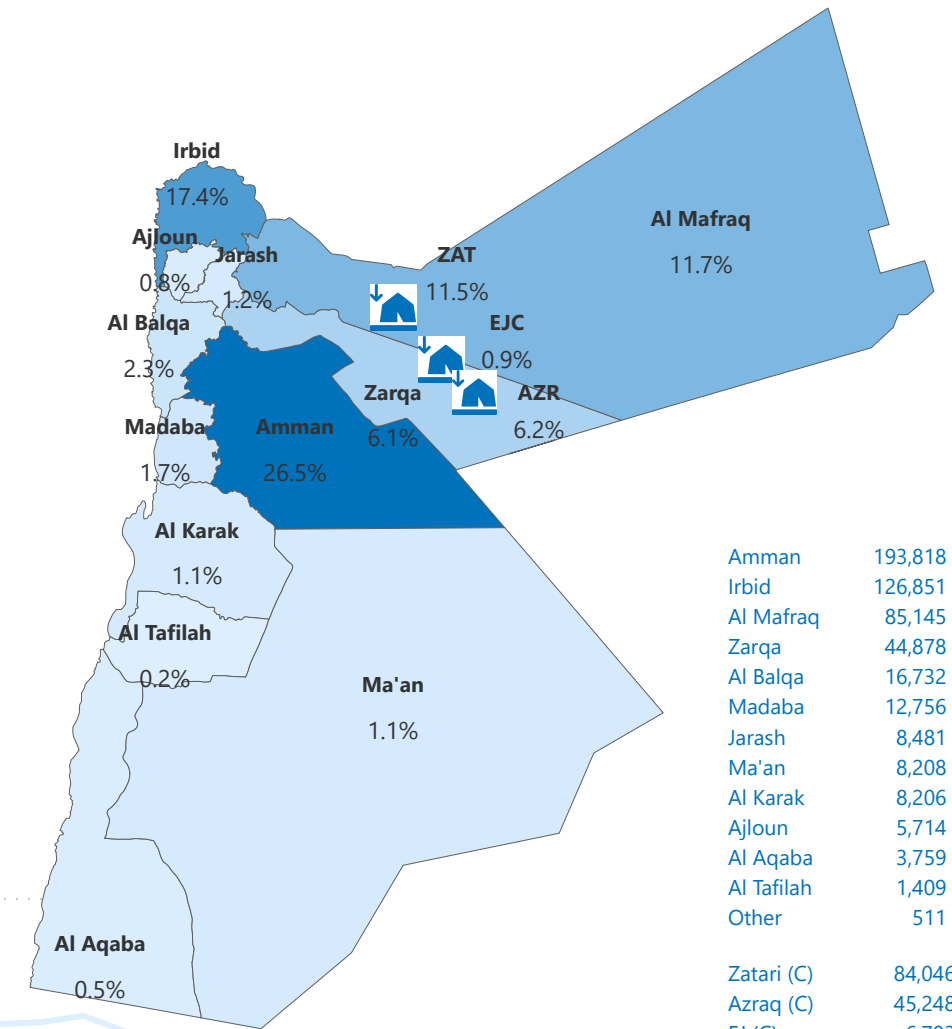 Irbid
17.4%
Ajloun
0.8%
Jarash
1.2%
ZAT
11.5%
Al Mafraq
11.7%
Al Balqa
2.3%
EJC
0.9%
Zarqa
6.1%
AZR
6.2%
Madaba
1.7%
Amman
26.5%
Al Karak
1.1%
Al Tafilah
0.2%
Ma'an
1.1%
Al Aqaba
0.5%
Amman 193,818
Irbid 126,851
Al Mafraq 85,145
Zarqa 44,878
Al Balqa 16,732
Madaba 12,756
Jarash 8,481
Ma'an 8,208
Al Karak 8,206
Ajloun 5,714
Al Aqaba 3,759
Al Tafilah 1,409
Other 511
Zatari (C) 84,046
Azraq (C) 45,248